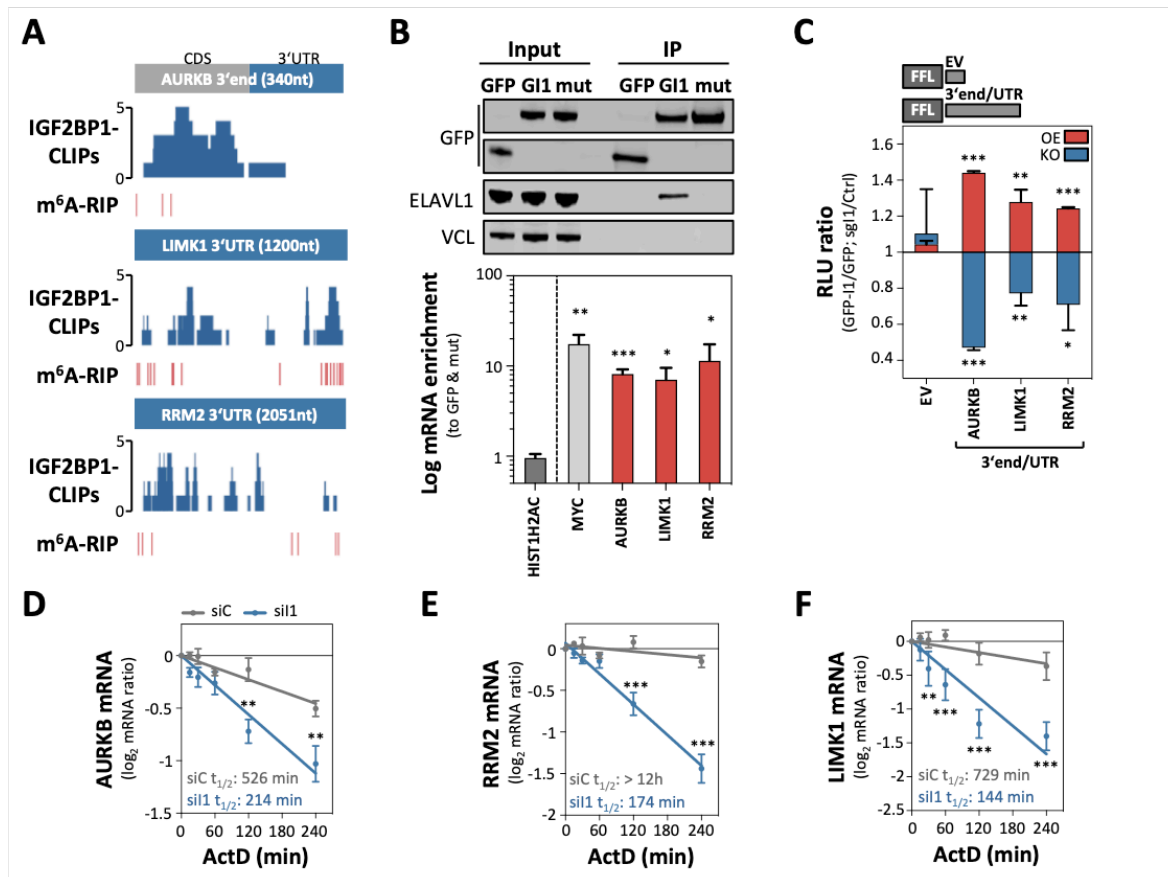 A
CDS 3‘UTR
AURKB 3‘end (340nt)
IGF2BP1-
CLIPs
5
0
m⁶A-RIP
LIMK1 3‘UTR (1200nt)
IGF2BP1-
CLIPs
5
0
m⁶A-RIP
RRM2 3‘UTR (2051nt)
IGF2BP1-
CLIPs
5
0
m⁶A-RIP
B
Input IP
GFP GI1 mut GFP GI1 mut
GFP
ELAVL1
VCL
Log mRNA enrichment
(to GFP & mut)
100
10
1
**
***
*
*
HIST1H2AC
MYC
AURKB
LIMK1
RRM2
C
FFL EV
FFL 3‘end/UTR
OE
KO
RLU ratio
(GFP-I1/GFP; sgI1/Ctrl)
1.6
1.4
1.2
1.0
0.8
0.6
0.4
*** ** ***
*** ** *
EV
AURKB
LIMK1
RRM2
3‘end/UTR
D
siC siI1
AURKB mRNA
(log₂ mRNA ratio)
0
-0.5
-1
-1.5
**
**
siC t₁/₂: 526 min
siI1 t₁/₂: 214 min
0 60 120 180 240
ActD (min)
E
RRM2 mRNA
(log₂ mRNA ratio)
0
-0.5
-1
-1.5
-2
***
***
siC t₁/₂: > 12h
siI1 t₁/₂: 174 min
0 60 120 180 240
ActD (min)
F
LIMK1 mRNA
(log₂ mRNA ratio)
0
-0.5
-1
-1.5
-2
-2.5
**
***
***
***
siC t₁/₂: 729 min
siI1 t₁/₂: 144 min
0 60 120 180 240
ActD (min)